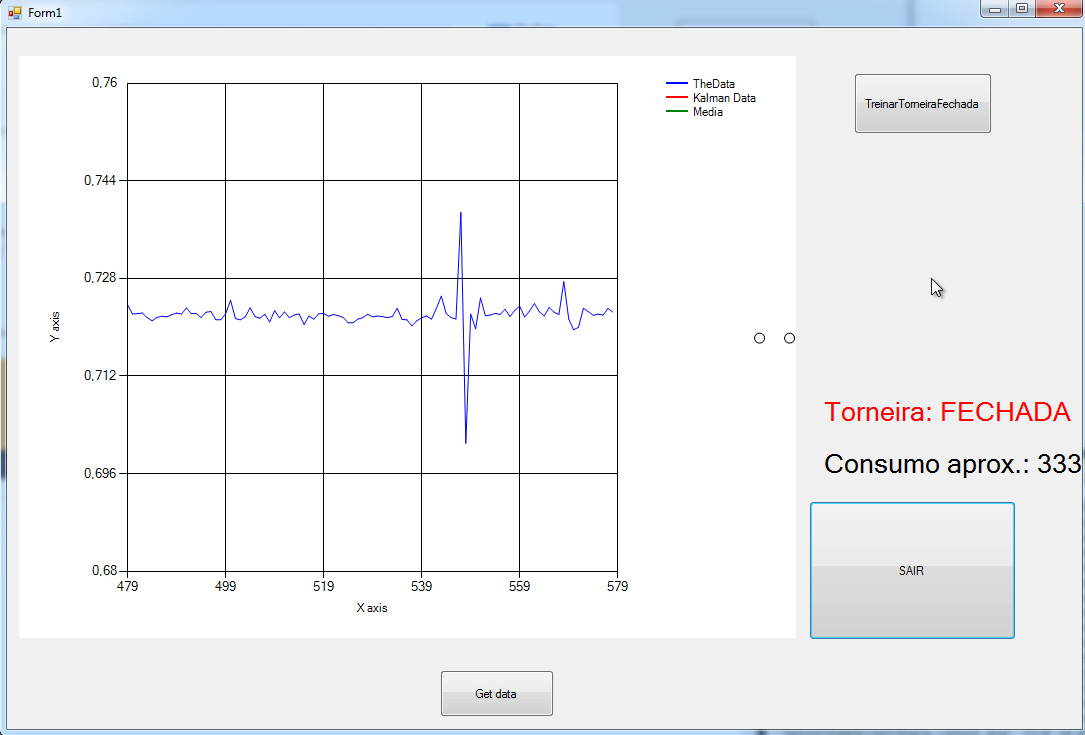 Form1
0,76
0,744
0,728
0,712
0,696
0,68
479
499
519
539
559
579
Y axis
X axis
TheData
Kalman Data
Media
TreinarTorneiraFechada
Torneira: FECHADA
Consumo aprox.: 333
SAIR
Get data